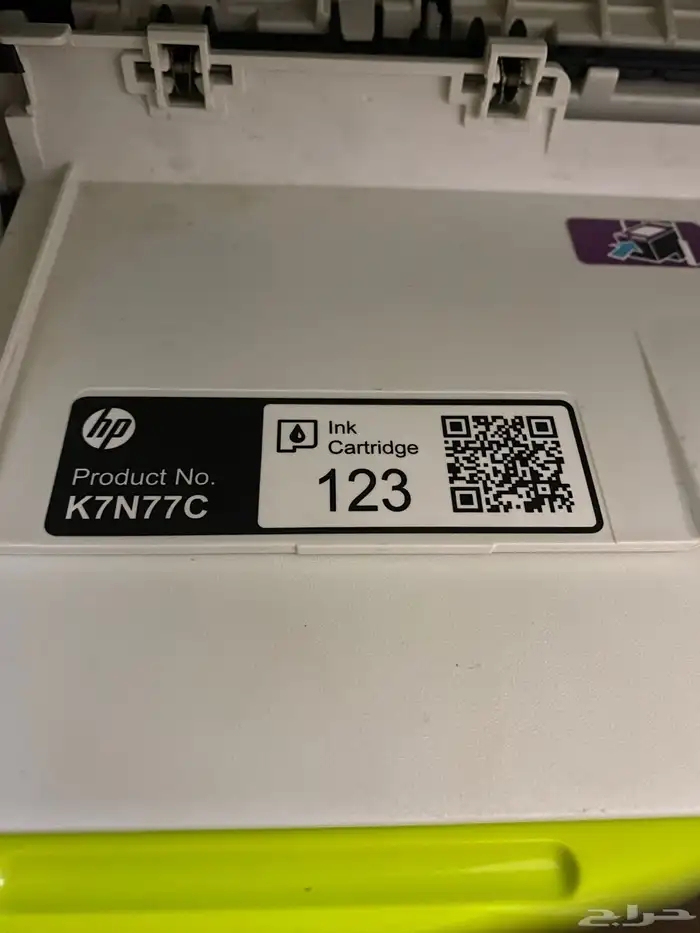 hp
Product No.
K7N77C
Ink
Cartridge
123
حراج